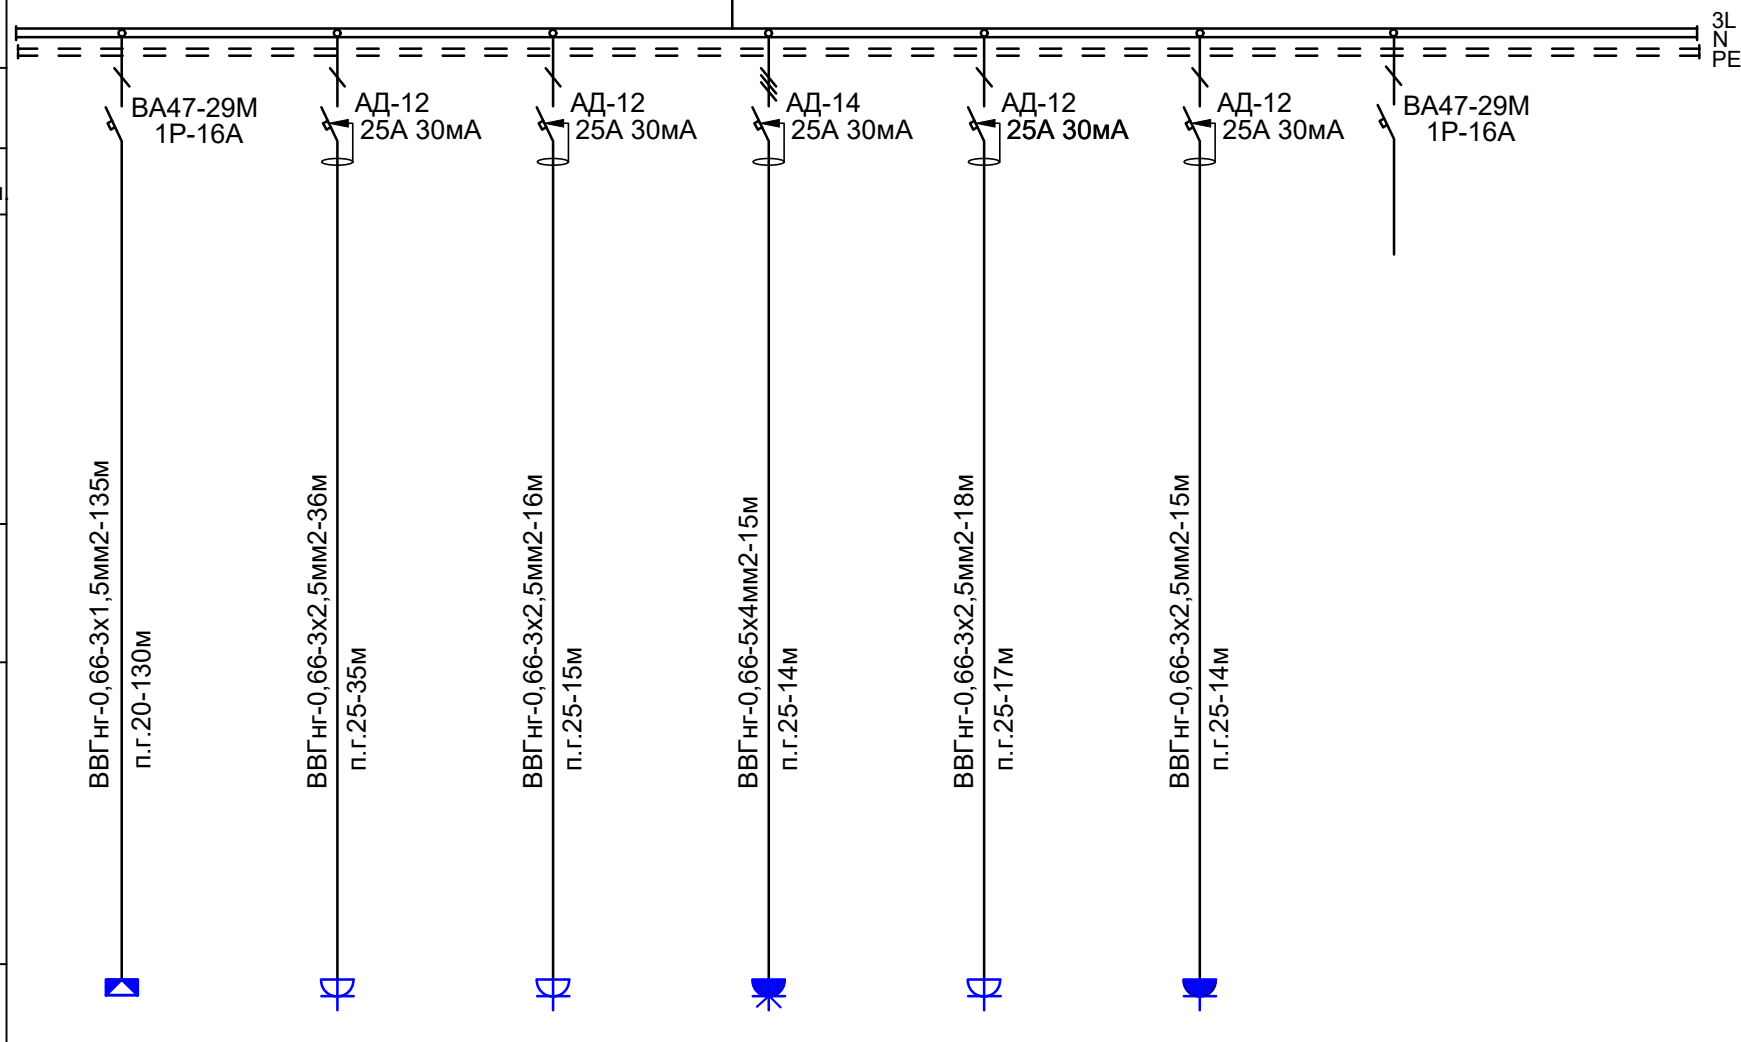 3L
N
PE
ВА47-29М
1Р-16А
АД-12
25А 30мА
АД-12
25А 30мА
АД-14
25А 30мА
АД-12
25А 30мА
АД-12
25А 30мА
ВА47-29М
1Р-16А
ВВГнг-0,66-3х1,5мм2-135м
п.г.20-130м
ВВГнг-0,66-3х2,5мм2-36м
п.г.25-35м
ВВГнг-0,66-3х2,5мм2-16м
п.г.25-15м
ВВГнг-0,66-5х4мм2-15м
п.г.25-14м
ВВГнг-0,66-3х2,5мм2-18м
п.г.25-17м
ВВГнг-0,66-3х2,5мм2-15м
п.г.25-14м